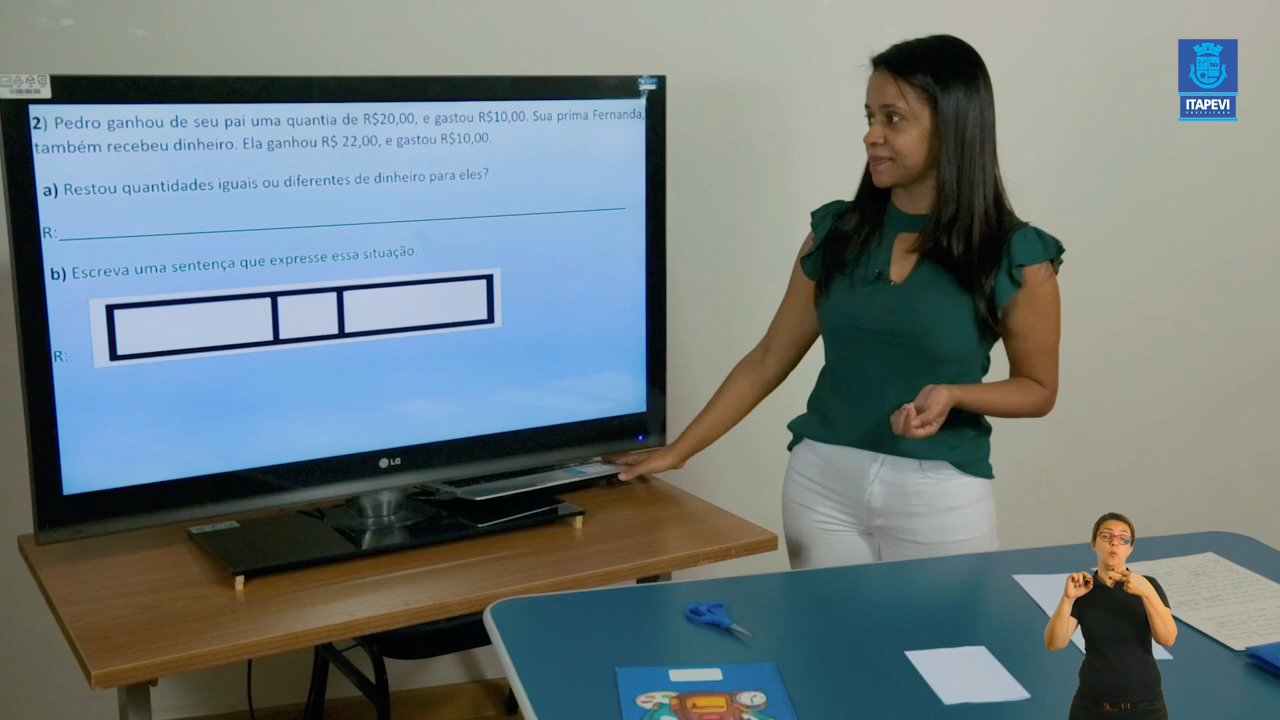 2) Pedro ganhou de seu pai uma quantia de R$20,00, e gastou R$10,00. Sua prima Fernanda,
também recebeu dinheiro. Ela ganhou R$ 22,00, e gastou R$10,00.
a) Restou quantidades iguais ou diferentes de dinheiro para eles?
R:
b) Escreva uma sentença que expresse essa situação.
R:
LG
ITAPEVI
PREFEITURA